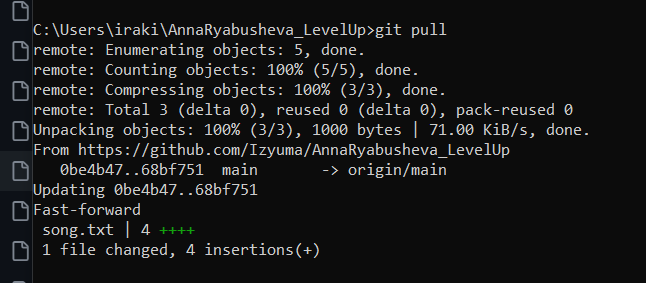 C:\Users\iraki\AnnaRyabusheva_LevelUp>git pull
remote: Enumerating objects: 5, done.
remote: Counting objects: 100% (5/5), done.
remote: Compressing objects: 100% (3/3), done.
remote: Total 3 (delta 0), reused 0 (delta 0), pack-reused 0
Unpacking objects: 100% (3/3), 1000 bytes | 71.00 KiB/s, done.
From https://github.com/Izyuma/AnnaRyabusheva_LevelUp
   0be4b47..68bf751  main       -> origin/main
Updating 0be4b47..68bf751
Fast-forward
 song.txt | 4 ++++
 1 file changed, 4 insertions(+)